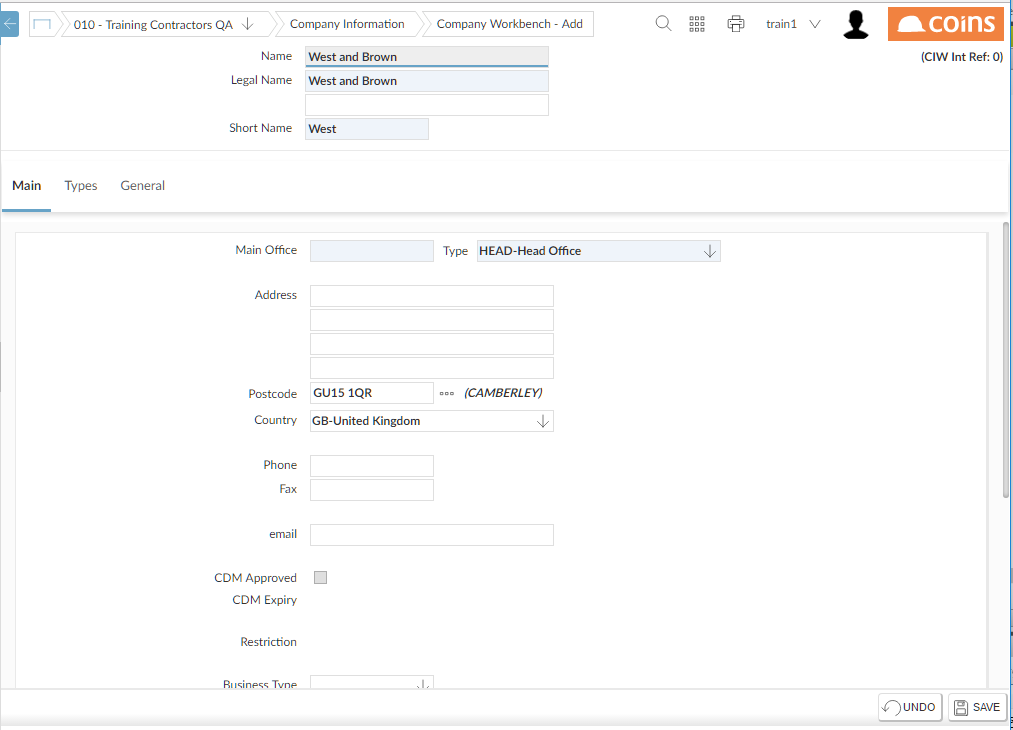 010 - Training Contractors QA
Company Information
Company Workbench - Add
train1
coins
Name West and Brown
(CIW Int Ref: 0)
Legal Name West and Brown
Short Name West
Main Types General
Main Office Type HEAD-Head Office
Address
Postcode GU15 1QR (CAMBERLEY)
Country GB-United Kingdom
Phone
Fax
email
CDM Approved
CDM Expiry
Restriction
Business Type
UNDO SAVE